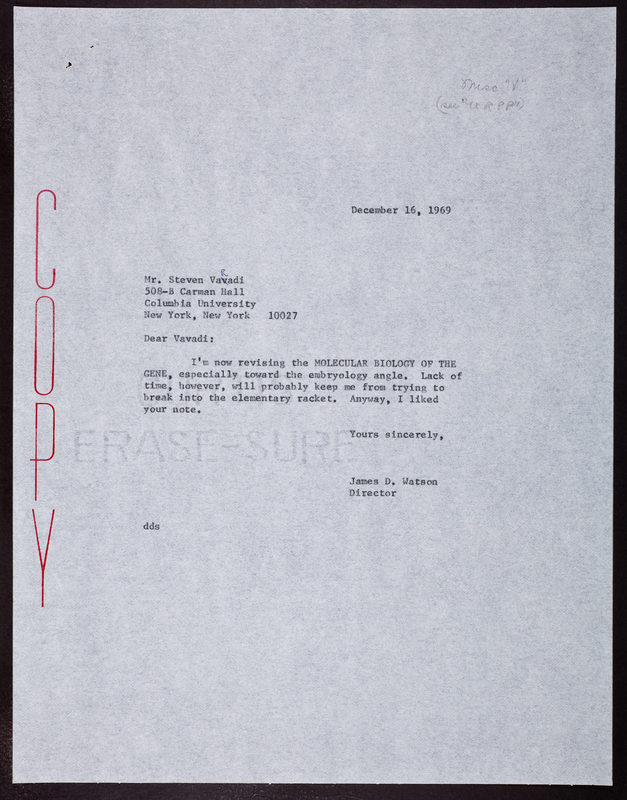 Misc "V"
December 16, 1969
Mr. Steven Varadi
508-B Carman Hall
Columbia University
New York, New York 10027
Dear Vavadi:
I'm now revising the MOLECULAR BIOLOGY OF THE
GENE, especially toward the embryology angle. Lack of
time, however, will probably keep me from trying to
break into the elementary racket. Anyway, I liked
your note.
Yours sincerely,
James D. Watson
Director
dds
COPY
ERASE-SURE